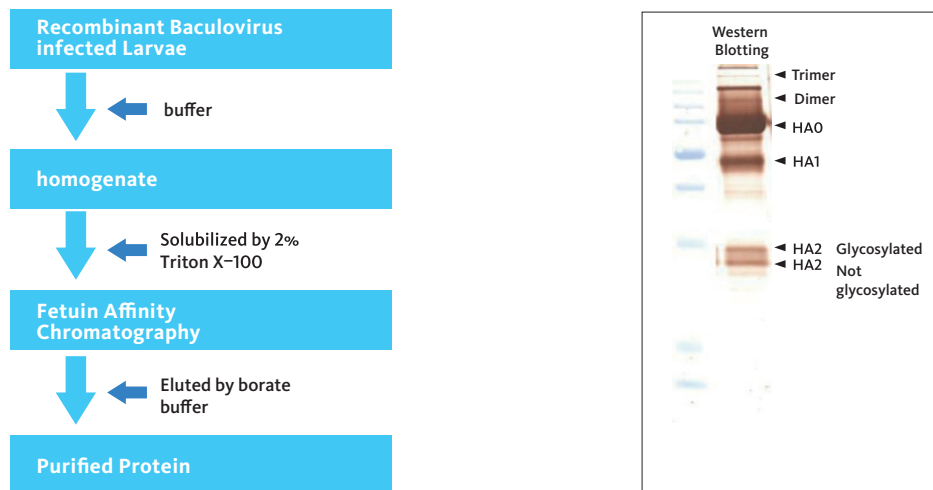 Recombinant Baculovirus
infected Larvae
buffer
homogenate
Solubilized by 2%
Triton X-100
Fetuin Affinity
Chromatography
Eluted by borate
buffer
Purified Protein
Western
Blotting
Trimer
Dimer
HA0
HA1
HA2 Glycosylated
HA2 Not
glycosylated